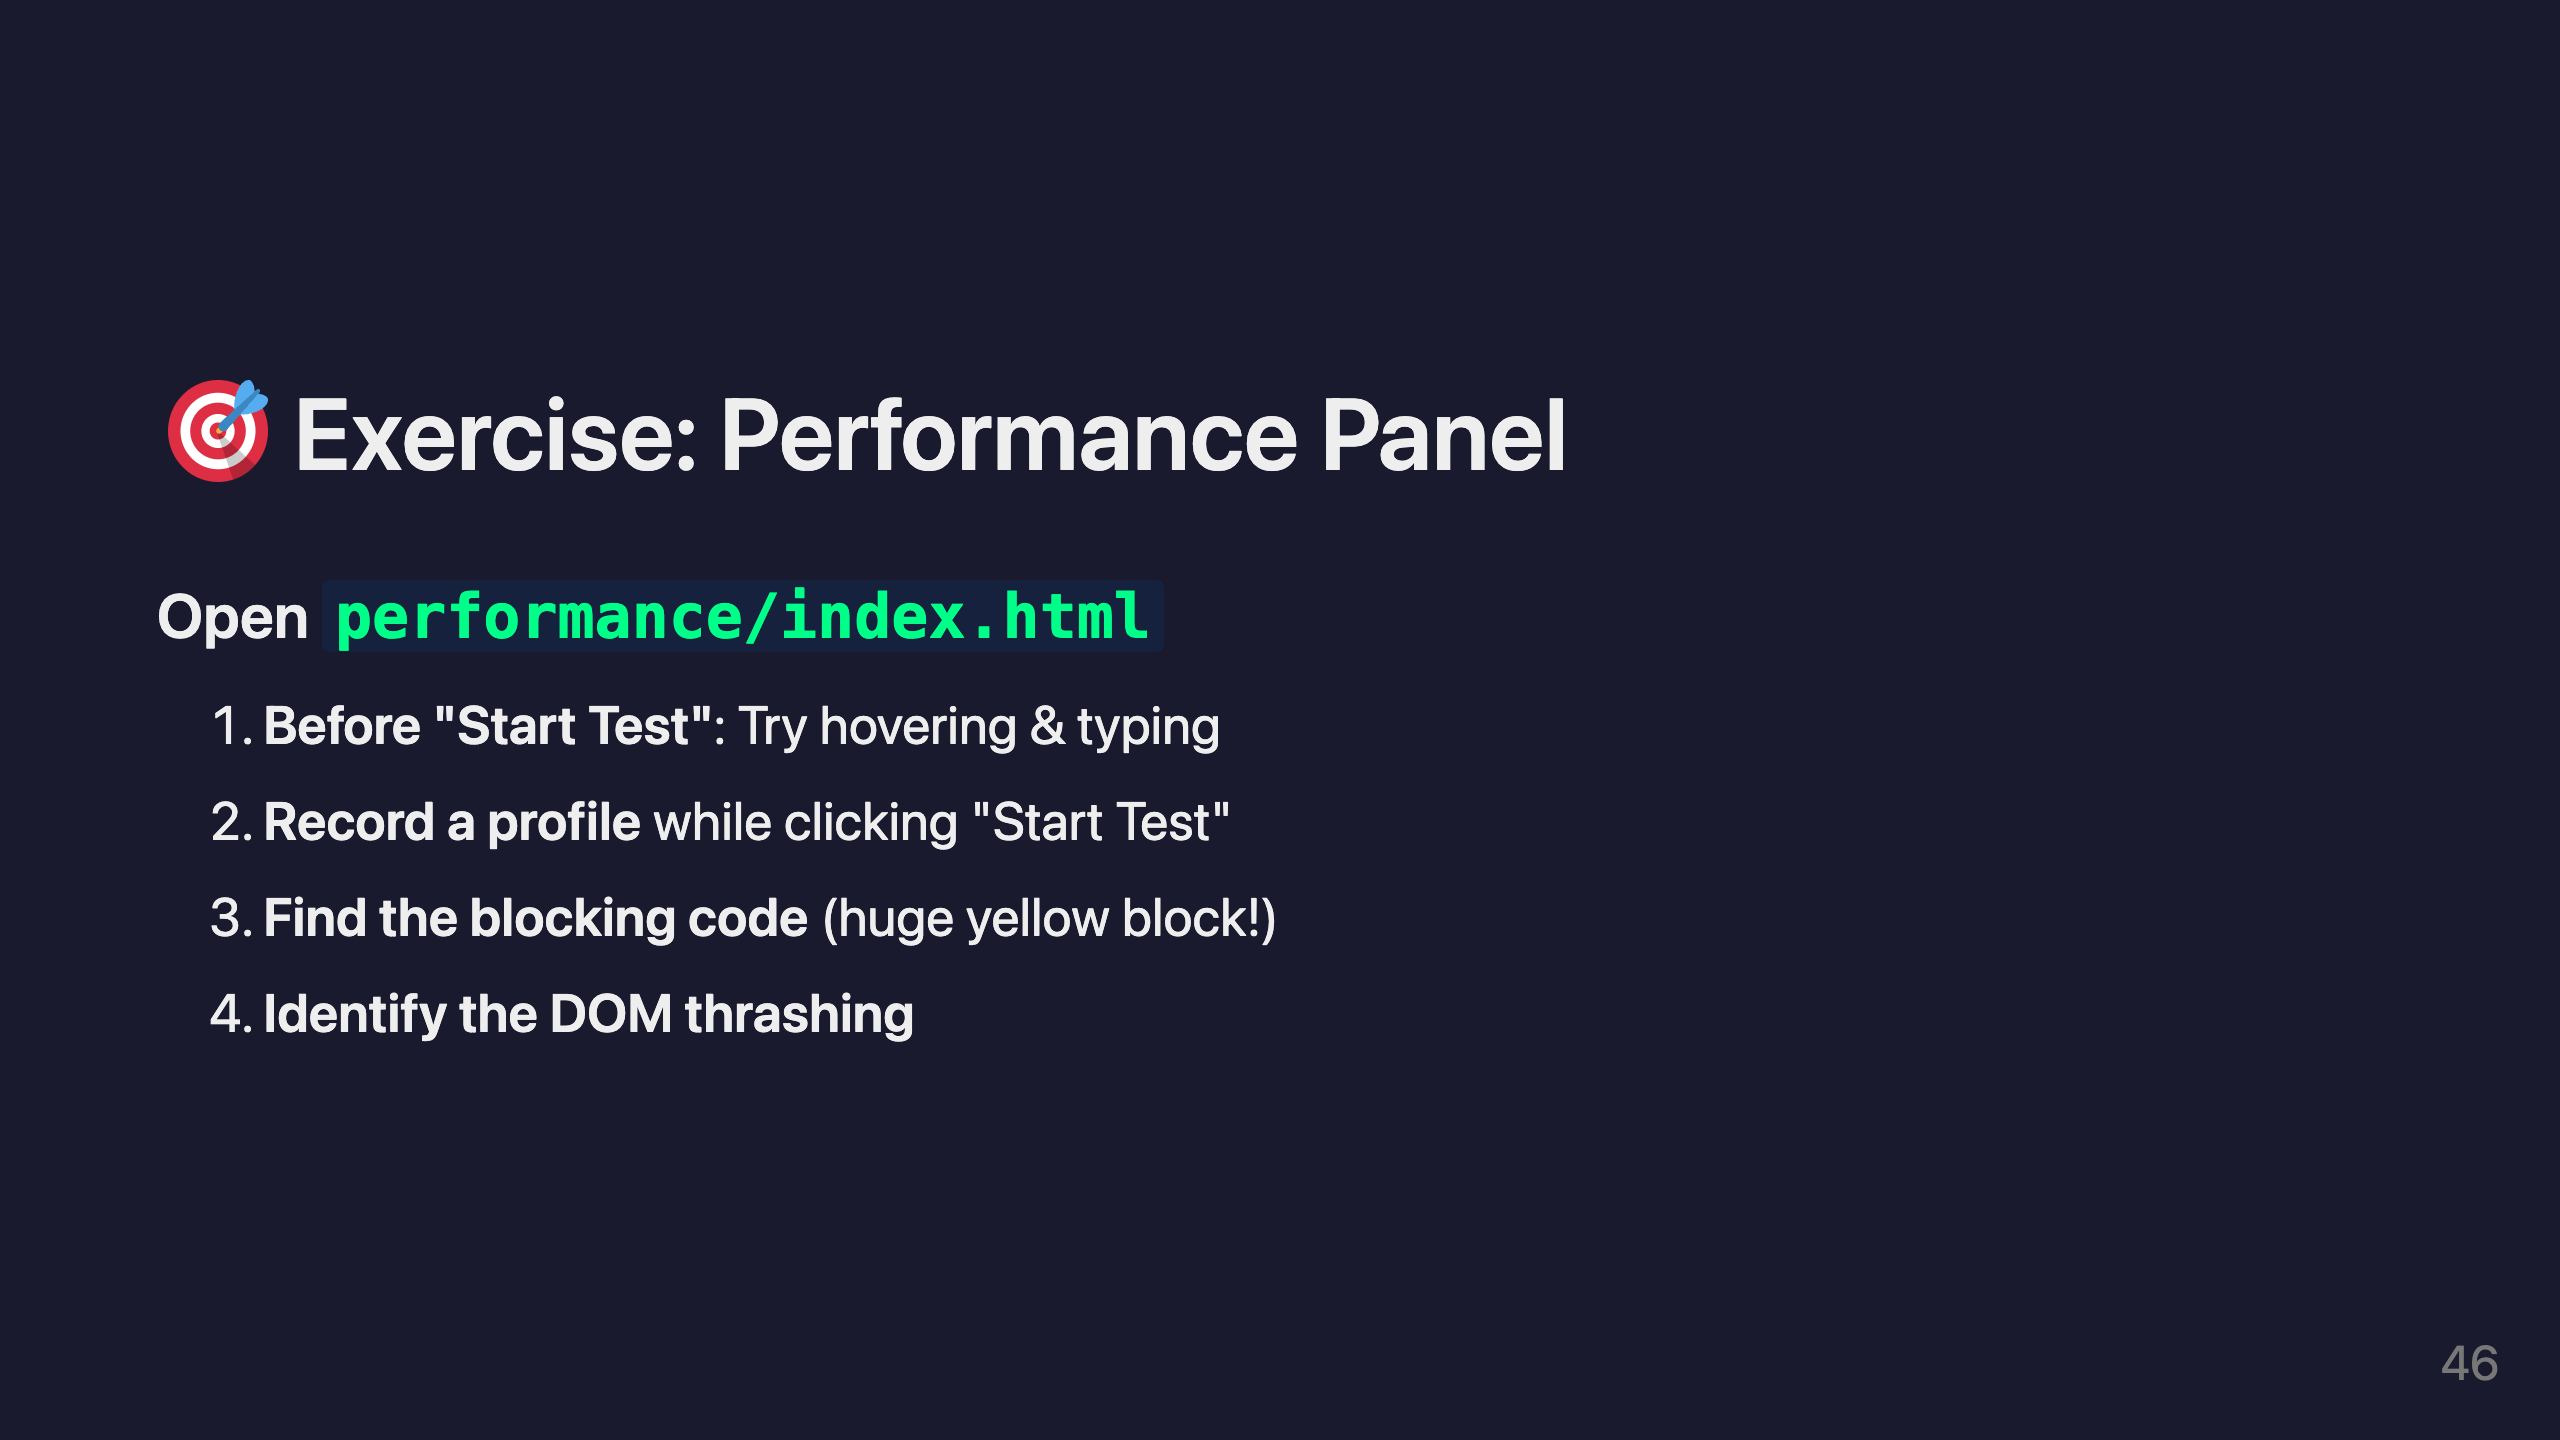 🎯 Exercise: Performance Panel
Open performance/index.html
1. Before "Start Test": Try hovering & typing
2. Record a profile while clicking "Start Test"
3. Find the blocking code (huge yellow block!)
4. Identify the DOM thrashing
46